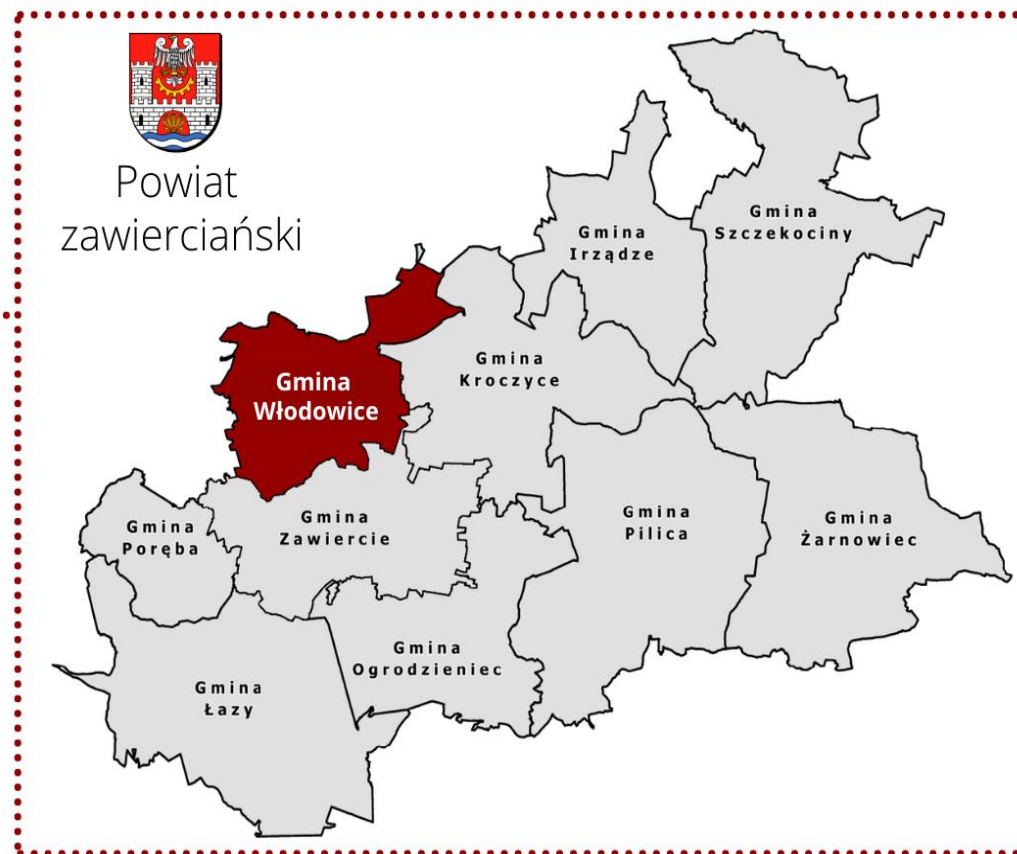 Powiat
zawierciański
Gmina
Szczekociny
Gmina
Irządze
Gmina
Kroczyce
Gmina
Włodowice
Gmina
Poręba
Gmina
Zawiercie
Gmina
Pilica
Gmina
Żarnowiec
Gmina
Ogrodzieniec
Gmina
Łazy